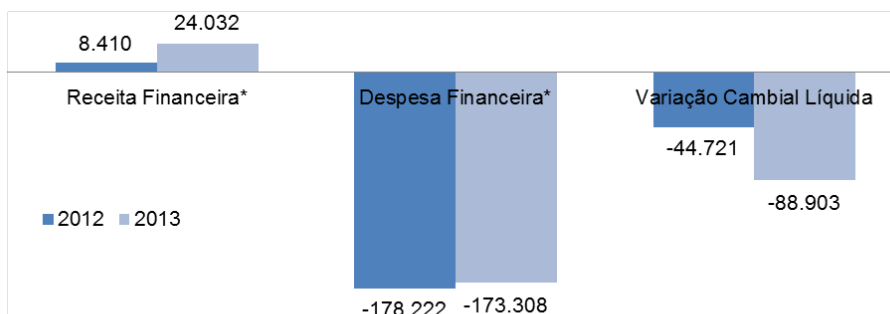 8.410
24.032
Receita Financeira*
Despesa Financeira*
Variação Cambial Líquida
-44.721
-88.903
2012 2013
-178.222
-173.308